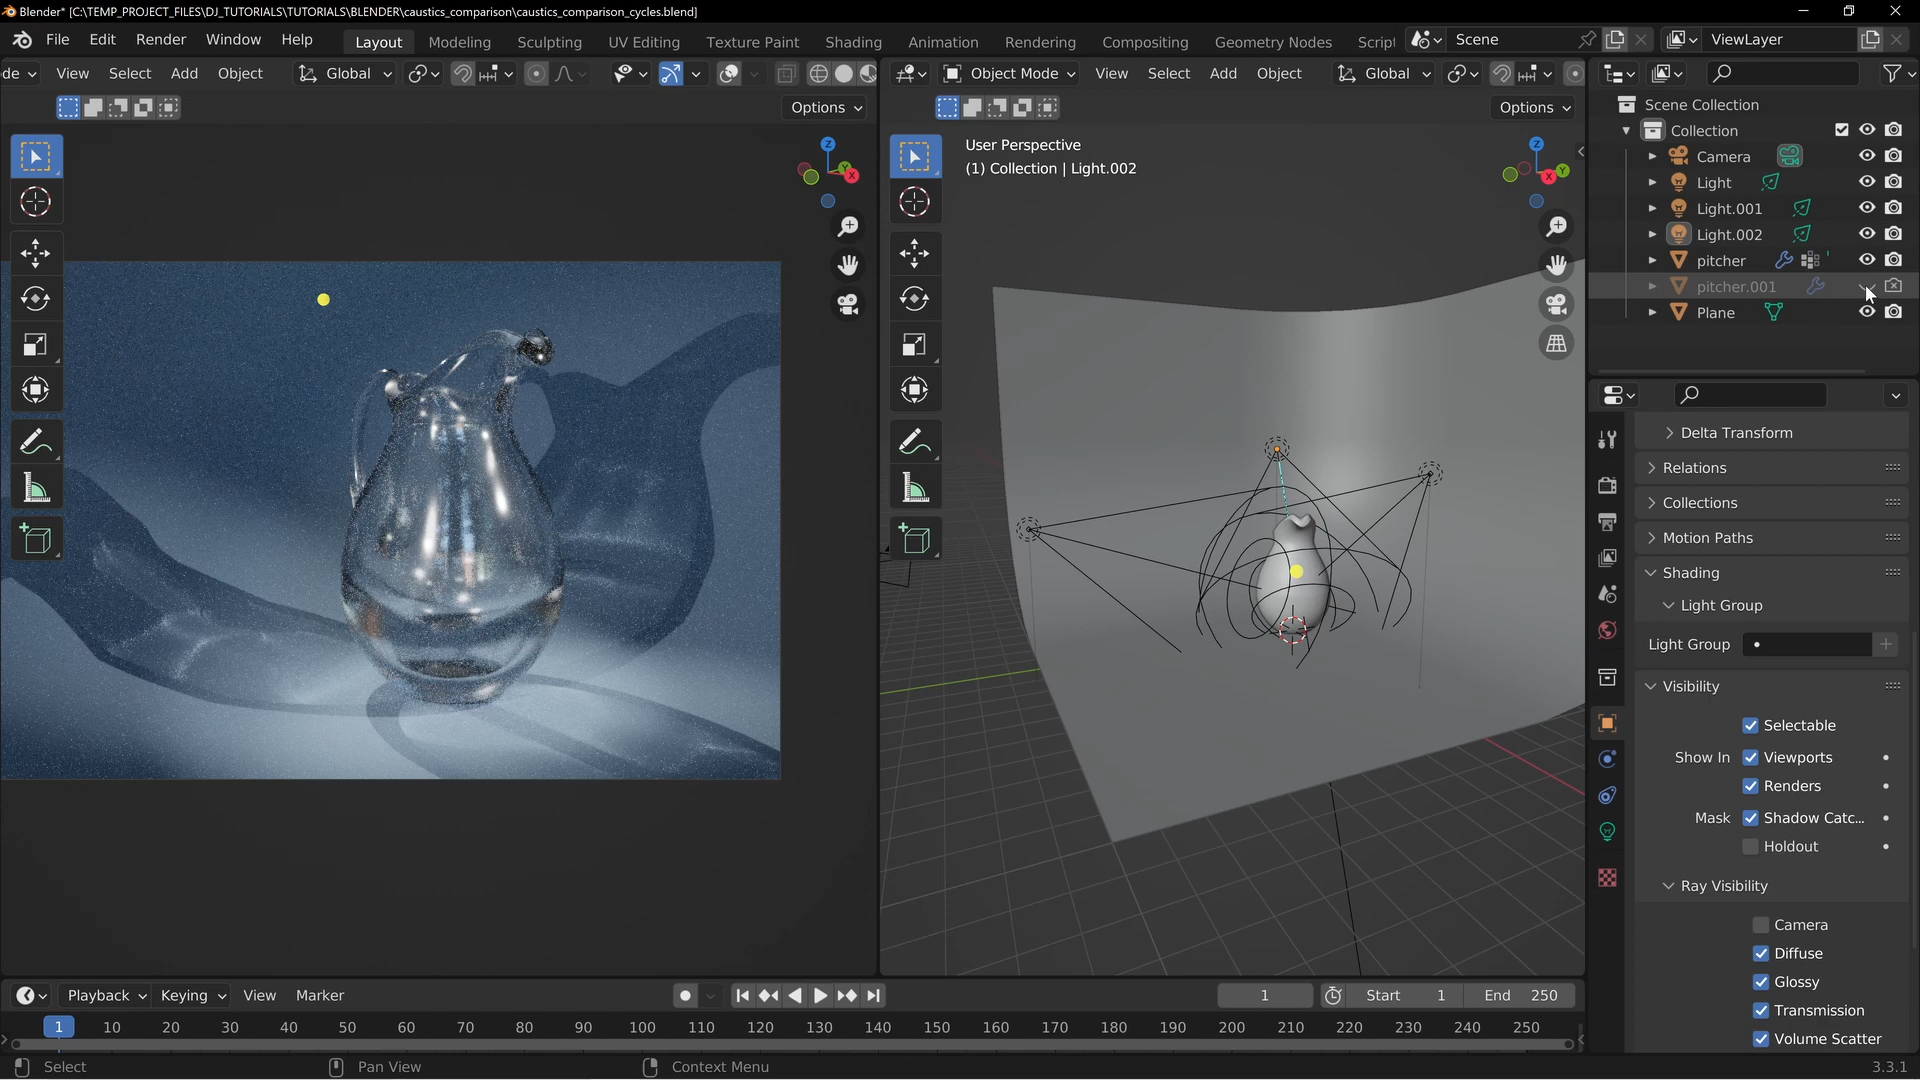 Blender* [C:\TEMP_PROJECT_FILES\DJ_TUTORIALS\TUTORIALS\BLENDER\caustics_comparison\caustics_comparison_cycles.blend]
File Edit Render Window Help Layout Modeling Sculpting UV Editing Texture Paint Shading Animation Rendering Compositing Geometry Nodes Script Scene ViewLayer
de View Select Add Object Global Object Mode View Select Add Object Global
Options Options
Scene Collection
Collection
Camera
Light
Light.001
Light.002
pitcher
pitcher.001
Plane
User Perspective
(1) Collection | Light.002
Z
Y
X
Z
Y
X
Delta Transform
Relations
Collections
Motion Paths
Shading
Light Group
Light Group
Visibility
Selectable
Show In Viewports
Renders
Mask Shadow Catc...
Holdout
Ray Visibility
Camera
Diffuse
Glossy
Transmission
Volume Scatter
Playback Keying View Marker 1 Start 1 End 250
1 10 20 30 40 50 60 70 80 90 100 110 120 130 140 150 160 170 180 190 200 210 220 230 240 250
Select Pan View Context Menu 3.3.1